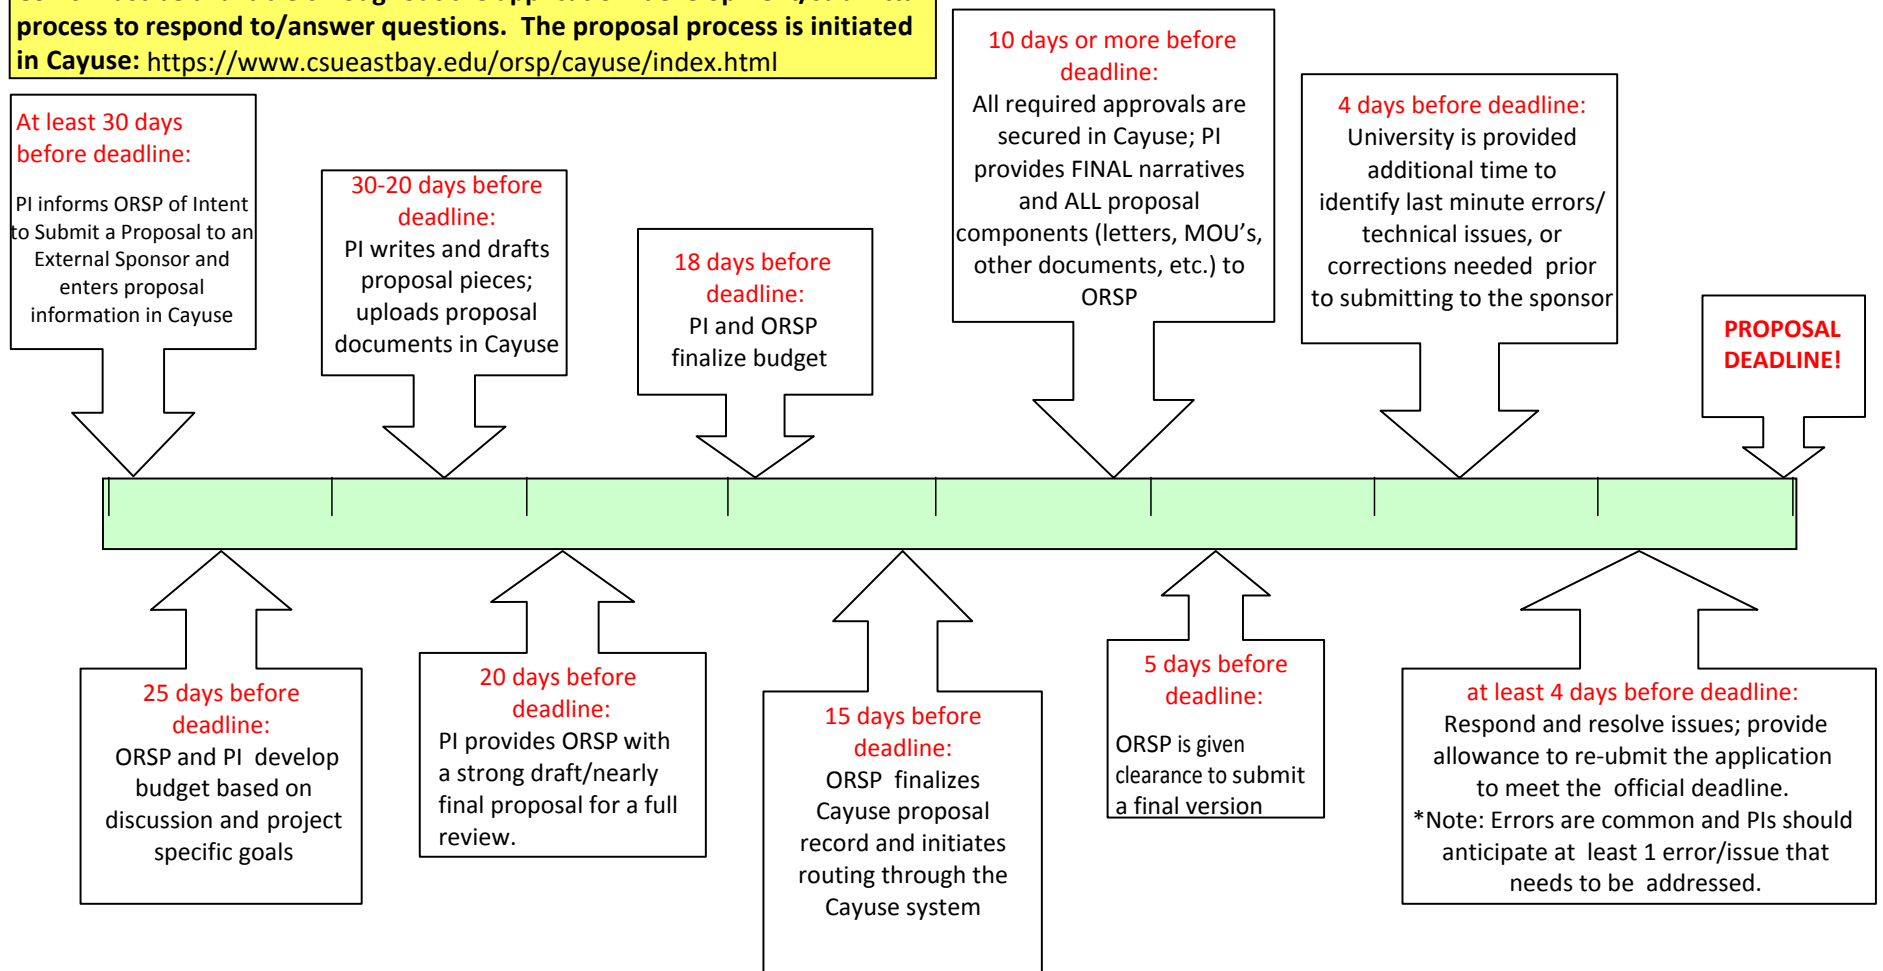 process to respond to/answer questions.  The proposal process is initiated
in Cayuse: https://www.csueastbay.edu/orsp/cayuse/index.html
At least 30 days
before deadline:
PI informs ORSP of Intent
to Submit a Proposal to an
External Sponsor and
enters proposal
information in Cayuse
30-20 days before
deadline:
PI writes and drafts
proposal pieces;
uploads proposal
documents in Cayuse
18 days before
deadline:
PI and ORSP
finalize budget
10 days or more before
deadline:
All required approvals are
secured in Cayuse; PI
provides FINAL narratives
and ALL proposal
components (letters, MOU's,
other documents, etc.) to
ORSP
4 days before deadline:
University is provided
additional time to
identify last minute errors/
technical issues, or
corrections needed  prior
to submitting to the sponsor
PROPOSAL
DEADLINE!
25 days before
deadline:
ORSP and PI  develop
budget based on
discussion and project
specific goals
20 days before
deadline:
PI provides ORSP with
a strong draft/nearly
final proposal for a full
review.
15 days before
deadline:
ORSP  finalizes
Cayuse proposal
record and initiates
routing through the
Cayuse system
5 days before
deadline:
ORSP is given
clearance to submit
a final version
at least 4 days before deadline:
Respond and resolve issues; provide
allowance to re-ubmit the application
to meet the  official deadline.
*Note: Errors are common and PIs should
anticipate at  least 1 error/issue that
needs to be  addressed.